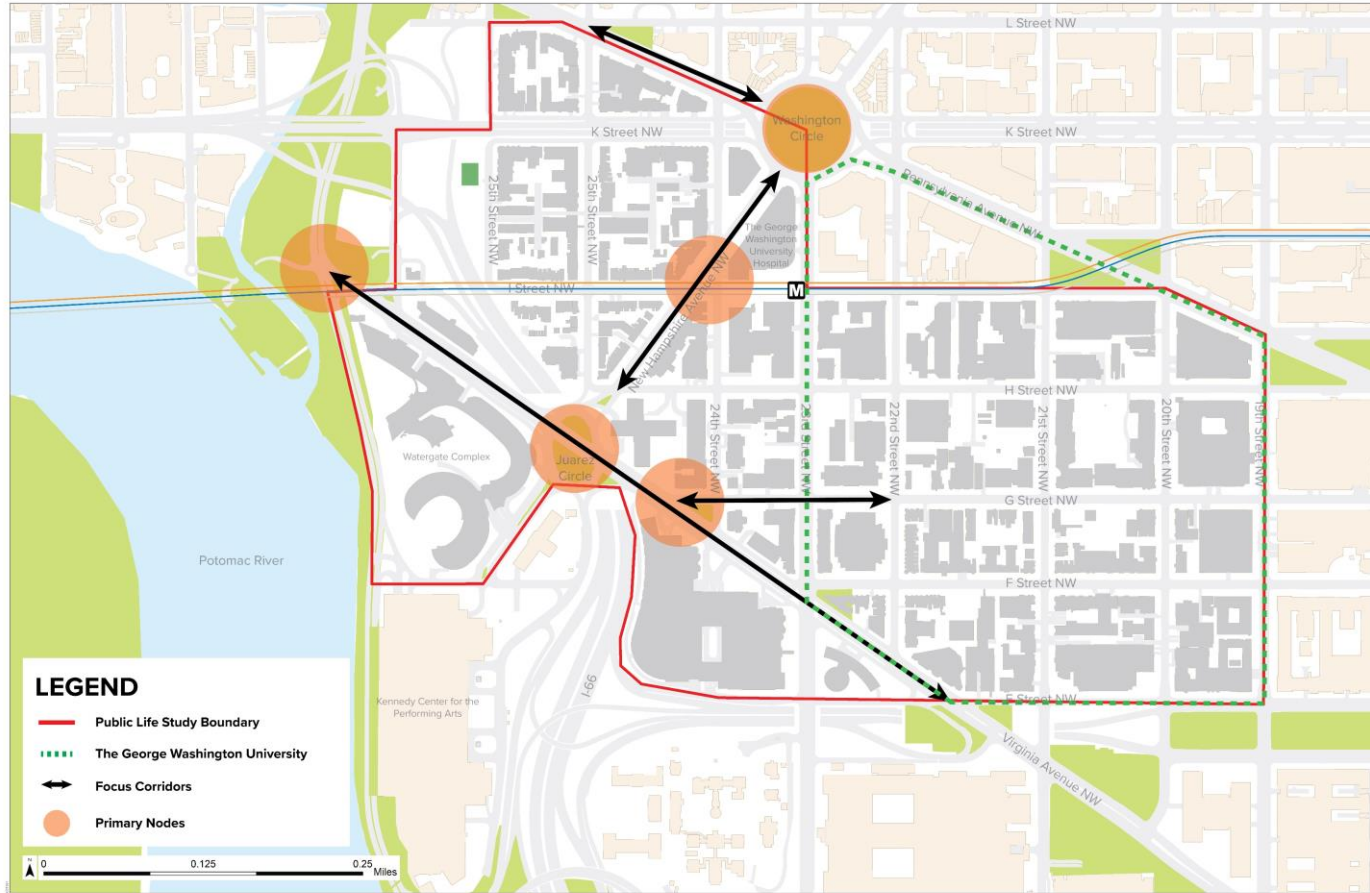 L Street NW
Washington
Circle
K Street NW
K Street NW
25th Street NW
25th Street NW
Pennsylvania Avenue NW
The George
Washington
University
Hospital
I Street NW
M
New Hampshire Avenue NW
H Street NW
24th Street NW
23rd Street NW
22nd Street NW
21st Street NW
20th Street NW
19th Street NW
Watergate Complex
Juarez
Circle
G Street NW
Potomac River
F Street NW
I-66
E Street NW
Kennedy Center for the
Performing Arts
Virginia Avenue NW
LEGEND
Public Life Study Boundary
The George Washington University
Focus Corridors
Primary Nodes
N
0 0.125 0.25
Miles